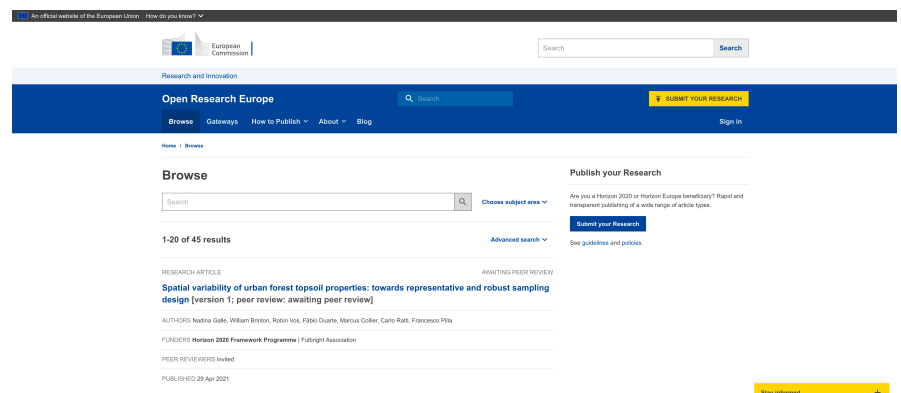 An official website of the European Union How do you know?
European
Commission
Search Search
Research and Innovation
Open Research Europe Search SUBMIT YOUR RESEARCH
Browse Gateways How to Publish About Blog Sign in
Home Browse
Browse
Search Choose subject area
1-20 of 45 results Advanced search
RESEARCH ARTICLE AWAITING PEER REVIEW
Spatial variability of urban forest topsoil properties: towards representative and robust sampling
design [version 1; peer review: awaiting peer review]
AUTHORS Nadina Galle, William Brinton, Robin Vos, Fábio Duarte, Marcus Collier, Carlo Ratti, Francesco Pilla
FUNDERS Horizon 2020 Framework Programme | Fulbright Association
PEER REVIEWERS Invited
PUBLISHED 29 Apr 2021
Publish your Research
Are you a Horizon 2020 or Horizon Europe beneficiary? Rapid and
transparent publishing of a wide range of article types.
Submit your Research
See guidelines and policies.
Stay informed +